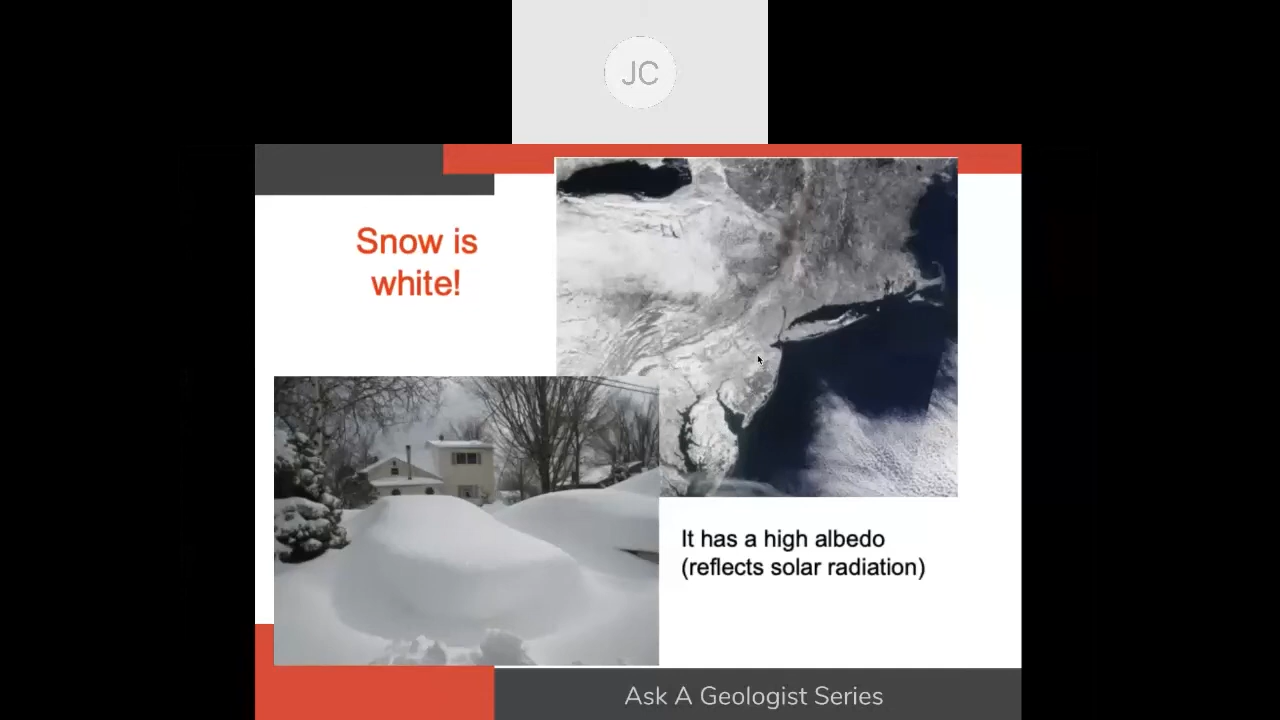 JC
Snow is
white!
It has a high albedo
(reflects solar radiation)
Ask A Geologist Series